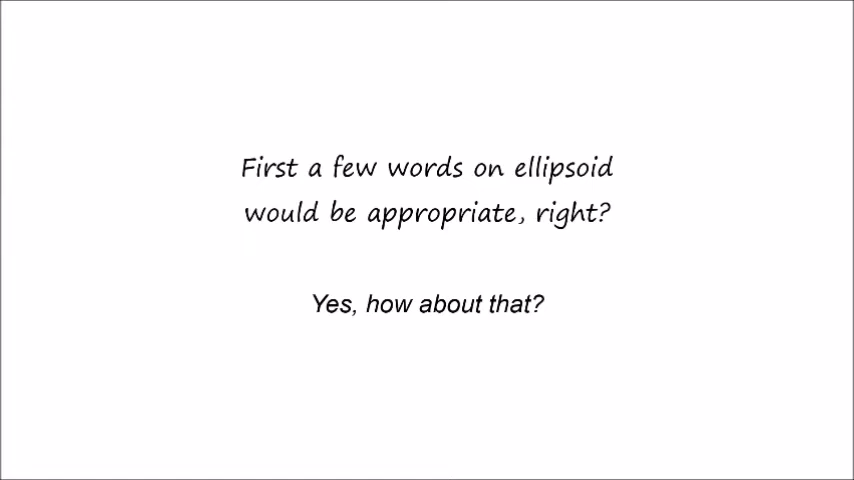 First a few words on ellipsoid
would be appropriate, right?
Yes, how about that?